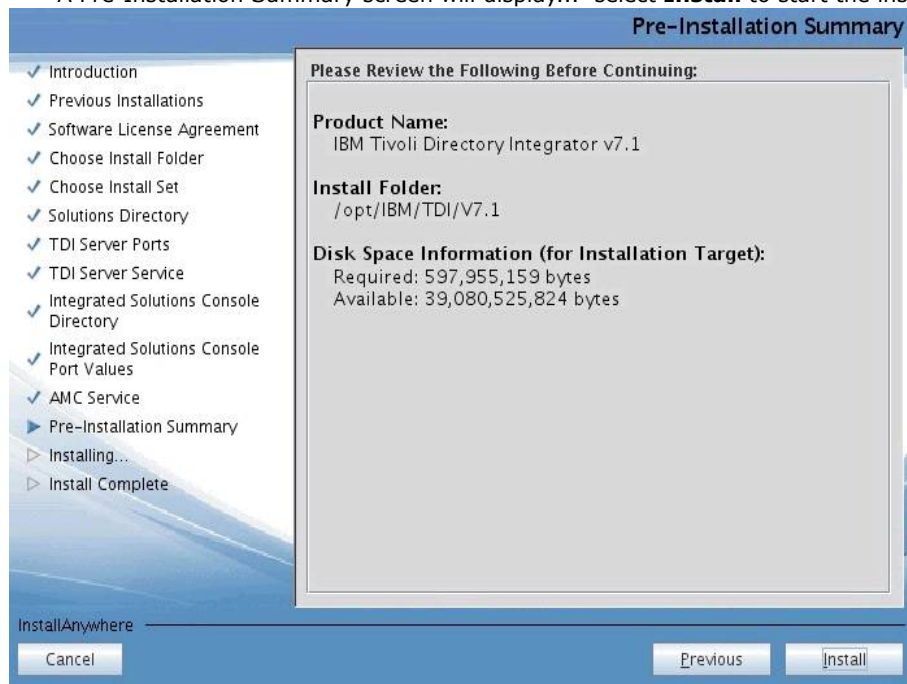 A Pre-Installation Summary screen will display... select Install to start the ins
Pre-Installation Summary
Introduction
Previous Installations
Software License Agreement
Choose Install Folder
Choose Install Set
Solutions Directory
TDI Server Ports
TDI Server Service
Integrated Solutions Console
Directory
Integrated Solutions Console
Port Values
AMC Service
Pre-Installation Summary
Installing...
Install Complete
Please Review the Following Before Continuing:
Product Name:
IBM Tivoli Directory Integrator v7.1
Install Folder:
/opt/IBM/TDI/V7.1
Disk Space Information (for Installation Target):
Required: 597,955,159 bytes
Available: 39,080,525,824 bytes
InstallAnywhere
Cancel
Previous
Install